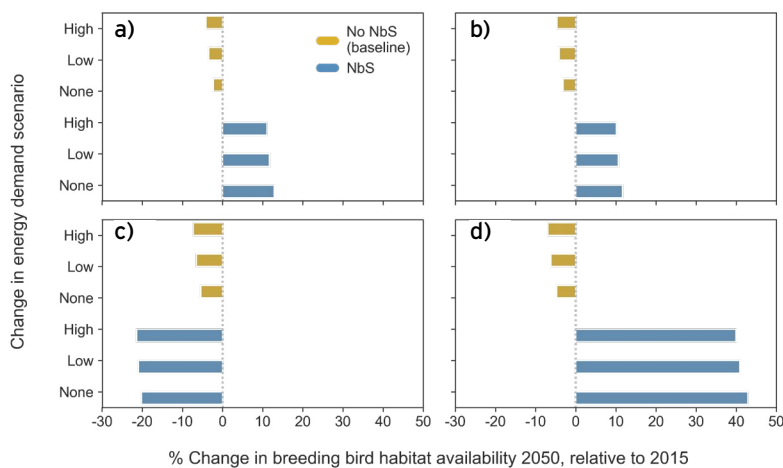 a)
No NbS
(baseline)
NbS
High
Low
None
High
Low
None
b)
c)
High
Low
None
High
Low
None
-30 -20 -10 0 10 20 30 40 50
d)
-30 -20 -10 0 10 20 30 40 50
Change in energy demand scenario
% Change in breeding bird habitat availability 2050, relative to 2015